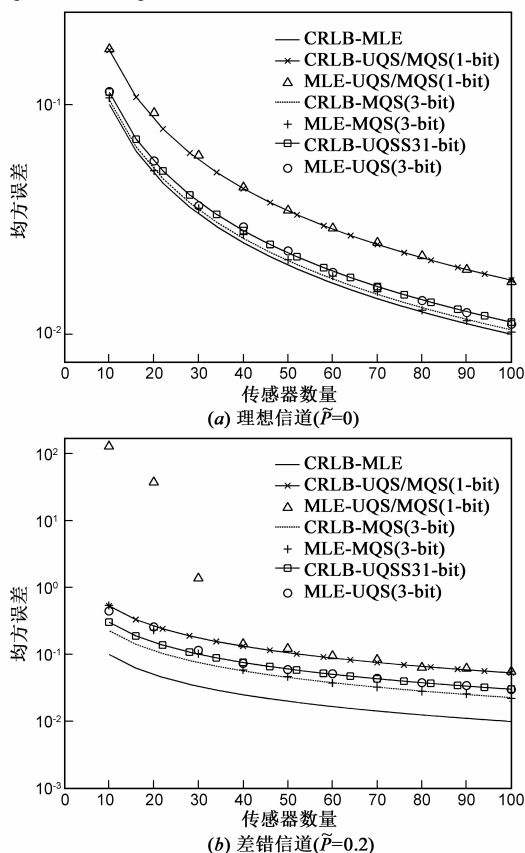 CRLB-MLE
CRLB-UQS/MQS(1-bit)
MLE-UQS/MQS(1-bit)
CRLB-MQS(3-bit)
MLE-MQS(3-bit)
CRLB-UQSS31-bit)
MLE-UQS(3-bit)
10⁻¹
10⁻²
均方误差
0 10 20 30 40 50 60 70 80 90 100
传感器数量
(a) 理想信道(P̃=0)
CRLB-MLE
CRLB-UQS/MQS(1-bit)
MLE-UQS/MQS(1-bit)
CRLB-MQS(3-bit)
MLE-MQS(3-bit)
CRLB-UQSS31-bit)
MLE-UQS(3-bit)
10²
10¹
10⁰
10⁻¹
10⁻²
10⁻³
均方误差
0 10 20 30 40 50 60 70 80 90 100
传感器数量
(b) 差错信道(P̃=0.2)